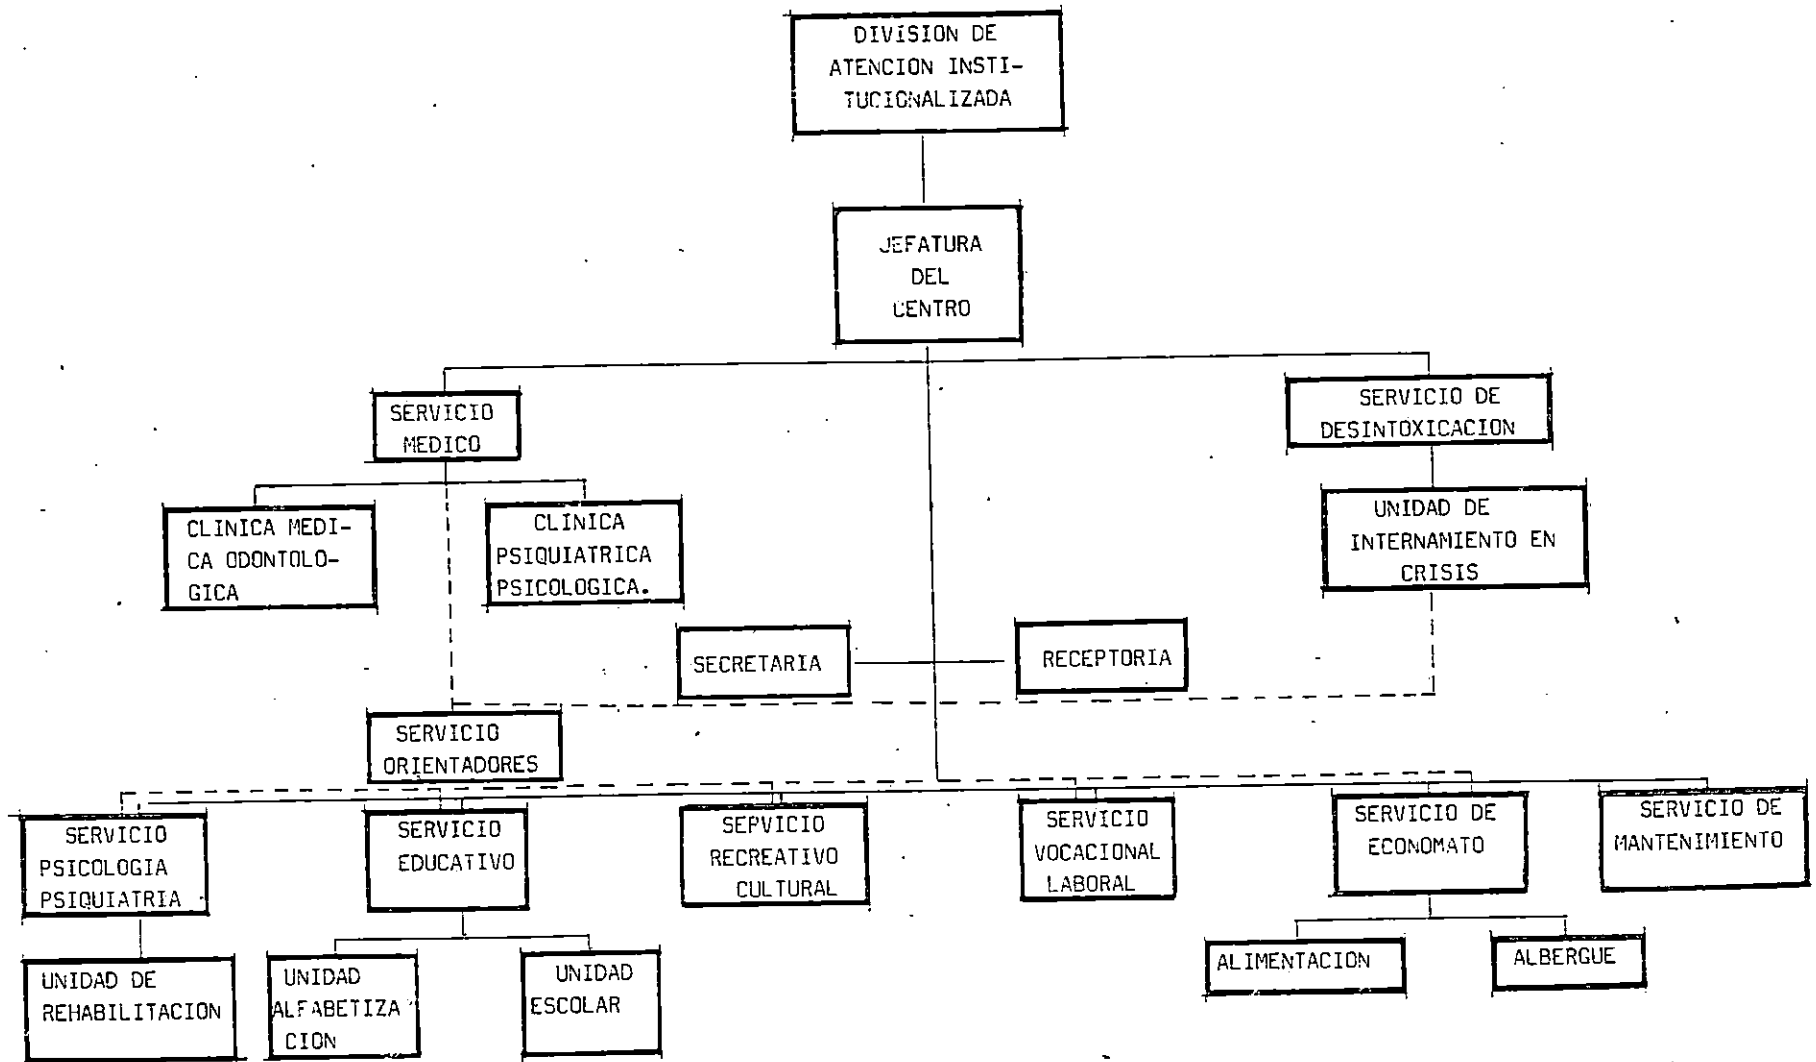 DIVISION DE
ATENCION INSTI-
TUCIONALIZADA
JEFATURA
DEL
CENTRO
SERVICIO
MEDICO
SERVICIO DE
DESINTOXICACION
CLINICA MEDI-
CA ODONTOLO-
GICA
CLINICA
PSIQUIATRICA
PSICOLOGICA.
UNIDAD DE
INTERNAMIENTO EN
CRISIS
SECRETARIA
RECEPTORIA
SERVICIO
ORIENTADORES
SERVICIO
PSICOLOGIA
PSIQUIATRIA
SERVICIO
EDUCATIVO
SERVICIO
RECREATIVO
CULTURAL
SERVICIO
VOCACIONAL
LABORAL
SERVICIO DE
ECONOMATO
SERVICIO DE
MANTENIMIENTO
UNIDAD DE
REHABILITACION
UNIDAD
ALFABETIZA
CION
UNIDAD
ESCOLAR
ALIMENTACION
ALBERGUE